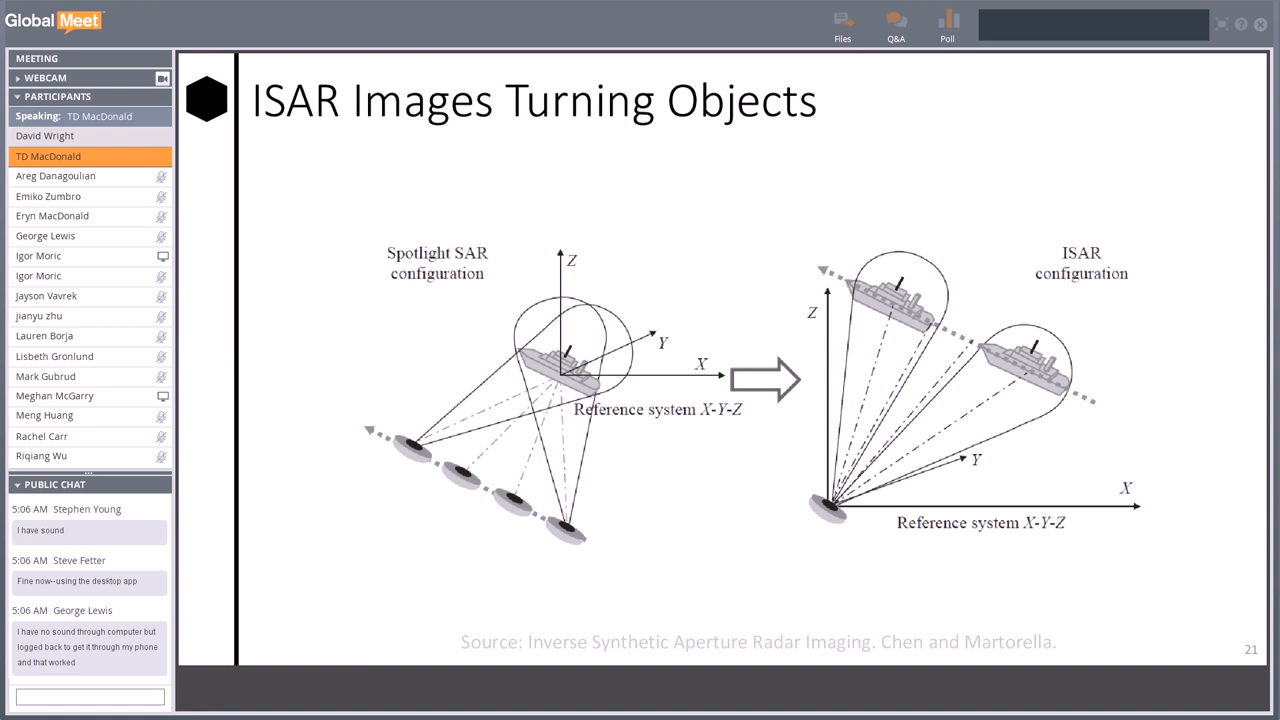 Global Meet
Files
Q&A
Poll
MEETING
WEBCAM
PARTICIPANTS
Speaking: TD MacDonald
David Wright
TD MacDonald
Areg Danagoulian
Emiko Zumbro
Eryn MacDonald
George Lewis
Igor Moric
Igor Moric
Jayson Vavrek
jianyu zhu
Lauren Borja
Lisbeth Gronlund
Mark Gubrud
Meghan McGarry
Meng Huang
Rachel Carr
Riqiang Wu
PUBLIC CHAT
5:06 AM Stephen Young
I have sound
5:06 AM Steve Fetter
Fine now--using the desktop app
5:06 AM George Lewis
I have no sound through computer but
logged back to get it through my phone
and that worked
ISAR Images Turning Objects
Spotlight SAR
configuration
Z
Y
X
Reference system X-Y-Z
ISAR
configuration
Z
Y
X
Reference system X-Y-Z
Source: Inverse Synthetic Aperture Radar Imaging. Chen and Martorella.
21